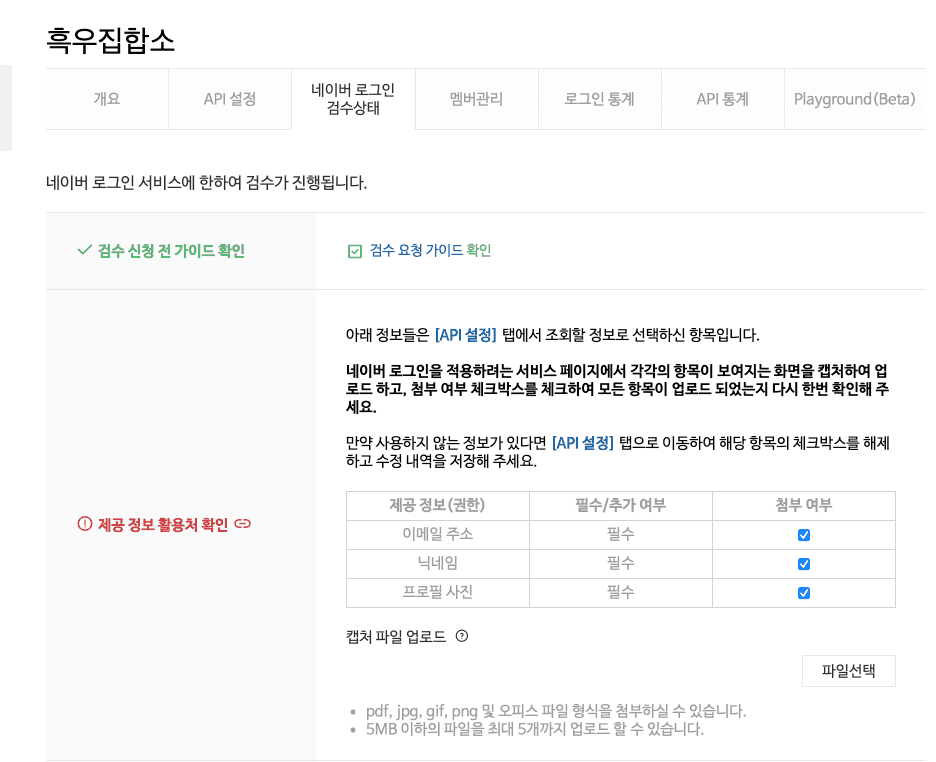 흑우집합소
개요
API 설정
네이버 로그인
검수상태
멤버관리
로그인 통계
API 통계
Playground(Beta)
네이버 로그인 서비스에 한하여 검수가 진행됩니다.
검수 신청 전 가이드 확인
검수 요청 가이드 확인
아래 정보들은 [API 설정] 탭에서 조회할 정보로 선택하신 항목입니다.
네이버 로그인을 적용하려는 서비스 페이지에서 각각의 항목이 보여지는 화면을 캡처하여 업
로드 하고, 첨부 여부 체크박스를 체크하여 모든 항목이 업로드 되었는지 다시 한번 확인해 주
세요.
만약 사용하지 않는 정보가 있다면 [API 설정] 탭으로 이동하여 해당 항목의 체크박스를 해제
하고 수정 내역을 저장해 주세요.
제공 정보 활용처 확인
제공 정보(권한) 필수/추가 여부 첨부 여부
이메일 주소 필수
닉네임 필수
프로필 사진 필수
캡처 파일 업로드
파일선택
pdf, jpg, gif, png 및 오피스 파일 형식을 첨부하실 수 있습니다.
5MB 이하의 파일을 최대 5개까지 업로드 할 수 있습니다.